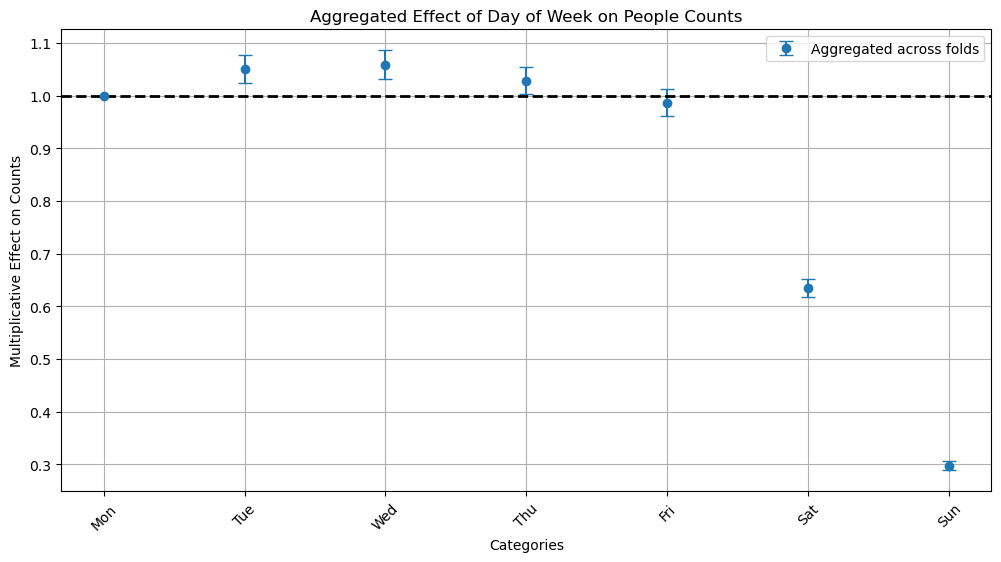 Aggregated Effect of Day of Week on People Counts
Aggregated across folds
Multiplicative Effect on Counts
1.1
1.0
0.9
0.8
0.7
0.6
0.5
0.4
0.3
Mon
Tue
Wed
Thu
Fri
Sat
Sun
Categories